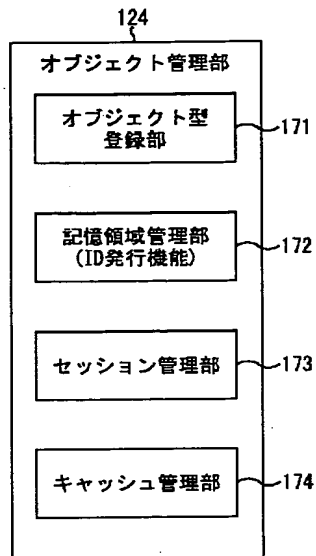 124
オブジェクト管理部
オブジェクト型
登録部
171
記憶領域管理部
(ID発行機能)
172
セッション管理部
173
キャッシュ管理部
174